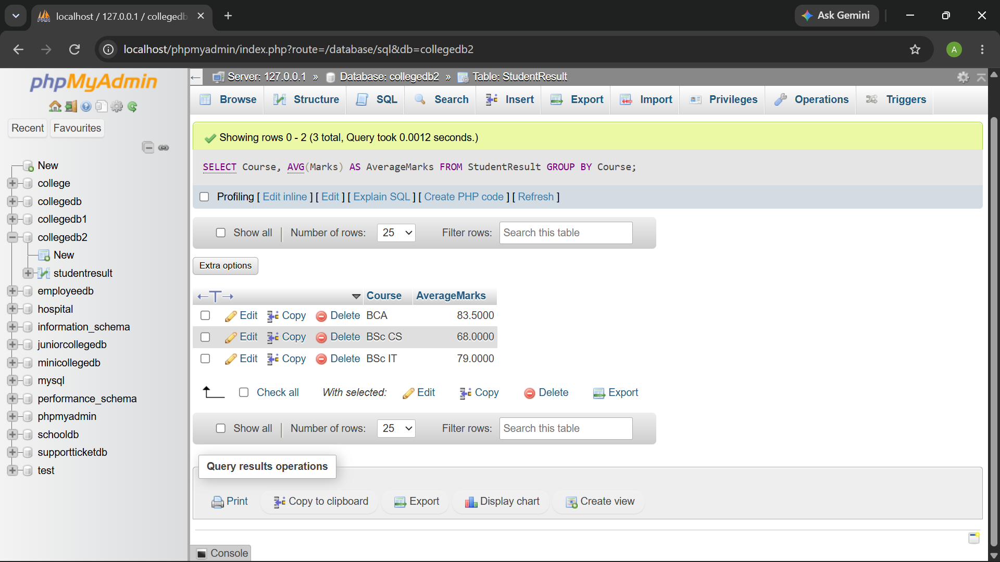 localhost / 127.0.0.1 / collegedb
Ask Gemini
localhost/phpmyadmin/index.php?route=/database/sql&db=collegedb2
A
phpMyAdmin
Recent
Favourites
New
college
collegedb
collegedb1
collegedb2
New
studentresult
employeedb
hospital
information_schema
juniorcollegedb
minicollegedb
mysql
performance_schema
phpmyadmin
schooldb
supportticketdb
test
Server: 127.0.0.1 » Database: collegedb2 » Table: StudentResult
Browse Structure SQL Search Insert Export Import Privileges Operations Triggers
Showing rows 0 - 2 (3 total, Query took 0.0012 seconds.)
SELECT Course, AVG(Marks) AS AverageMarks FROM StudentResult GROUP BY Course;
Profiling [ Edit inline ] [ Edit ] [ Explain SQL ] [ Create PHP code ] [ Refresh ]
Show all Number of rows: 25 Filter rows: Search this table
Extra options
←T→ Course AverageMarks
Edit Copy Delete BCA 83.5000
Edit Copy Delete BSc CS 68.0000
Edit Copy Delete BSc IT 79.0000
Check all With selected: Edit Copy Delete Export
Show all Number of rows: 25 Filter rows: Search this table
Query results operations
Print Copy to clipboard Export Display chart Create view
Console